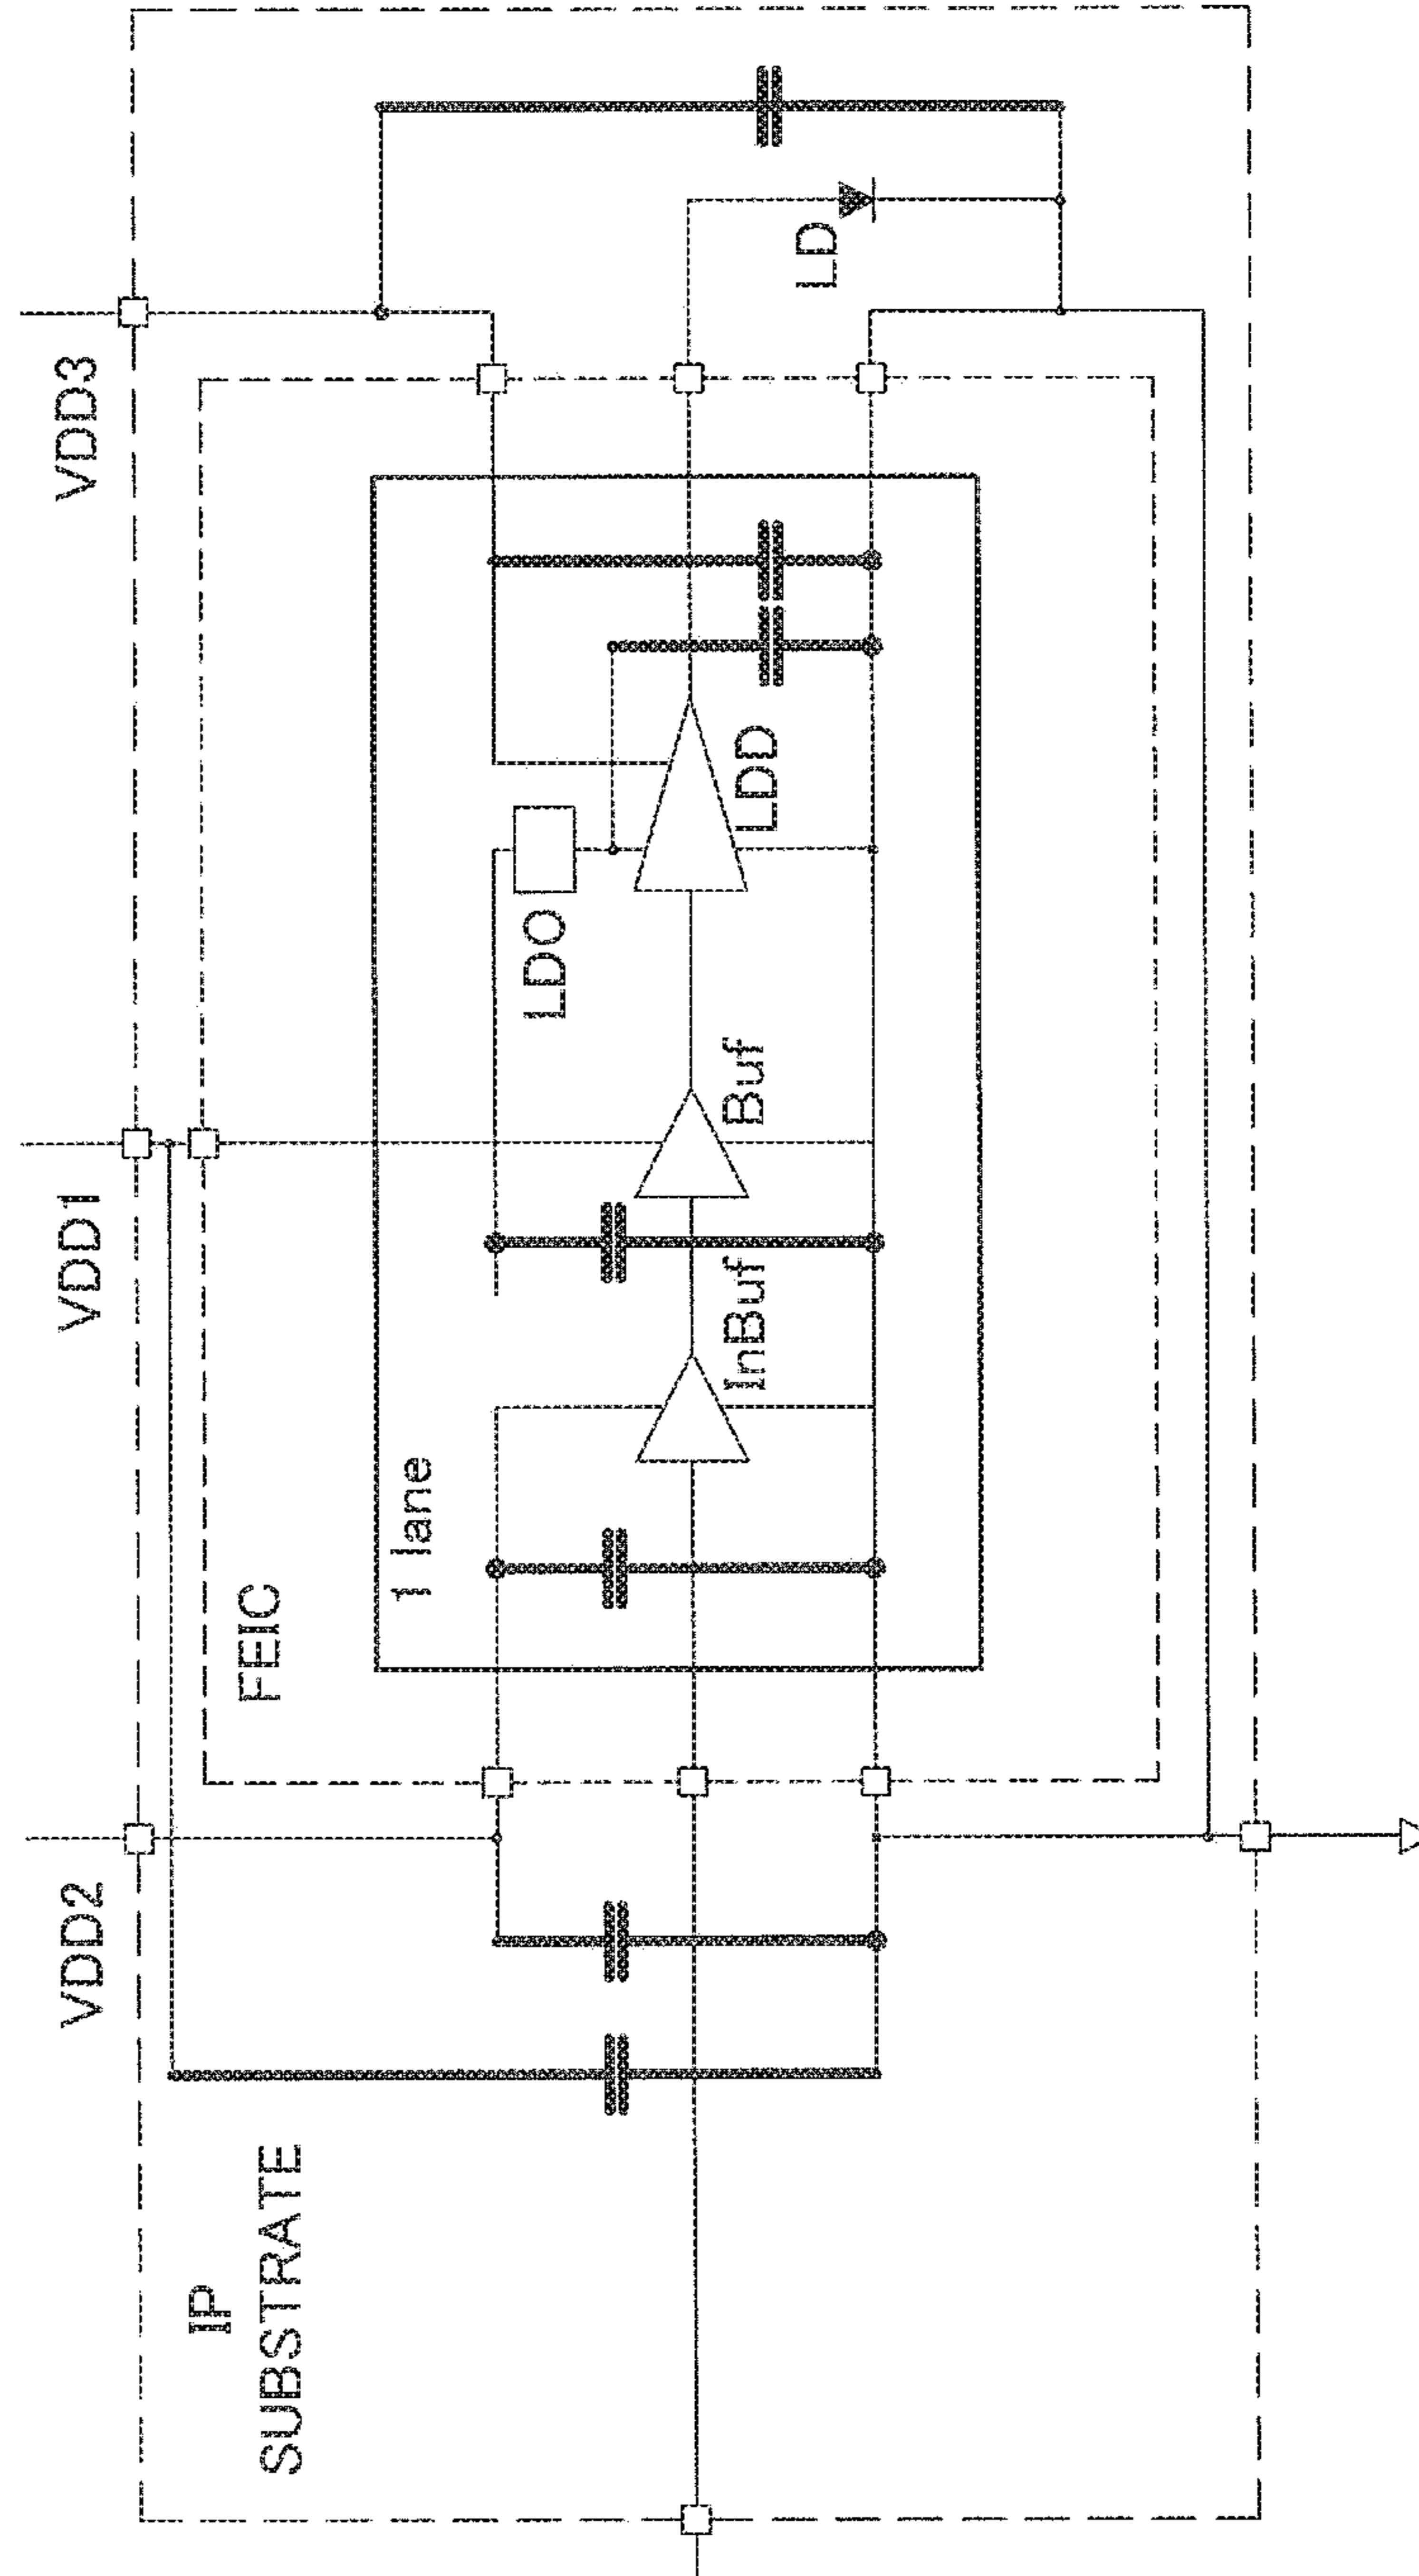 VDD2
VDD1
VDD3
IP
SUBSTRATE
FEIC
1 lane
InBuf
Buf
LDO
LDD
LD